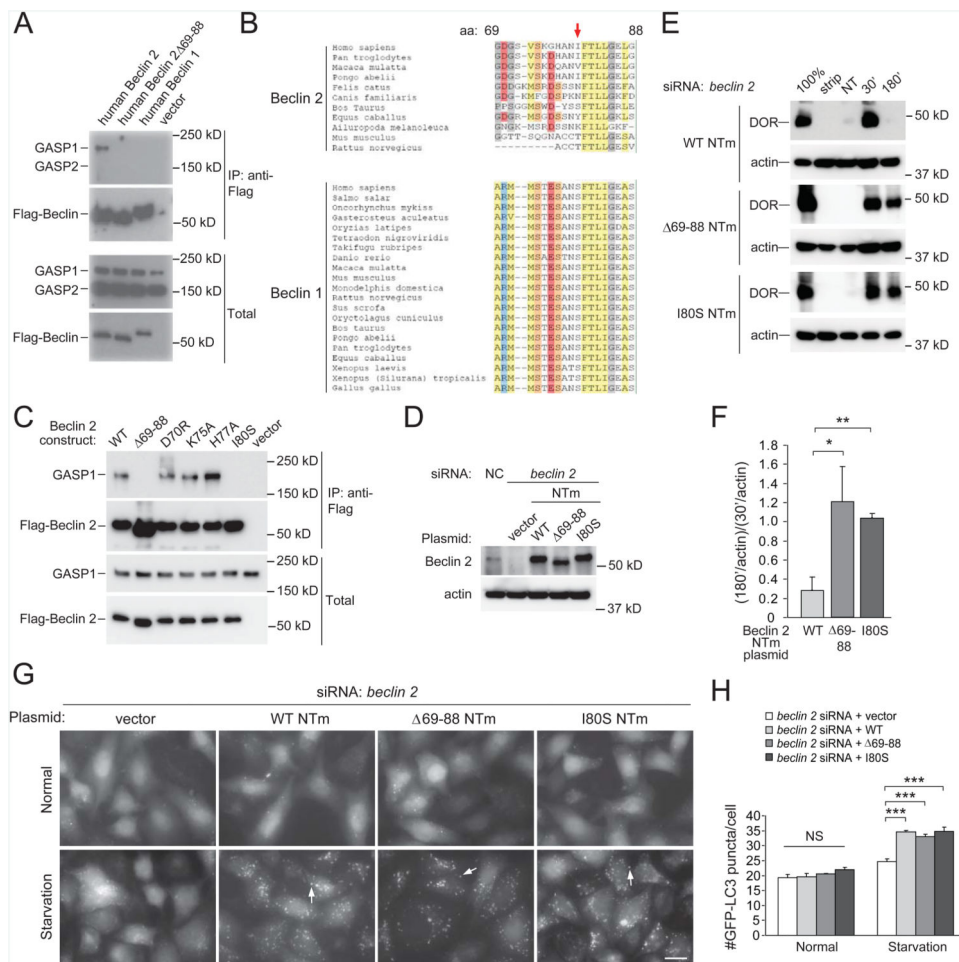 A
human Beclin 2
human Beclin 2Δ69-88
human Beclin 1
vector
250 kD
GASP1
GASP2
150 kD
IP: anti-
Flag
Flag-Beclin
50 kD
GASP1
250 kD
GASP2
150 kD
Total
Flag-Beclin
50 kD
B
aa: 69 88
Beclin 2
Homo sapiens
Pan troglodytes
Macaca mulatta
Pongo abelii
Felis catus
Canis familiaris
Bos Taurus
Equus caballus
Ailuropoda melanoleuca
Mus musculus
Rattus norvegicus
Beclin 1
Homo sapiens ARM--MSTESANSFTLIGEAS
Salmo salar
Oncorhynchus mykiss
Gasterosteus aculeatus
Oryzias latipes
Tetraodon nigroviridis
Takifugu rubripes
Danio rerio
Macaca mulatta
Mus musculus
Monodelphis domestica
Rattus norvegicus
Sus scrofa
Oryctolagus cuniculus
Bos taurus
Pongo abelii
Pan troglodytes
Equus caballus
Xenopus laevis
Xenopus (Silurana) tropicalis
Gallus gallus
C
Beclin 2
construct:
WT
Δ69-88
D70R
K75A
H77A
I80S
vector
250 kD
GASP1
150 kD
IP: anti-
Flag
Flag-Beclin 2
50 kD
GASP1
250 kD
150 kD
Total
Flag-Beclin 2
50 kD
D
siRNA: NC beclin 2
NTm
Plasmid:
vector
WT
Δ69-88
I80S
Beclin 2
50 kD
actin
37 kD
E
siRNA: beclin 2
100%
strip
NT
30'
180'
DOR
50 kD
WT NTm
actin
37 kD
DOR
50 kD
Δ69-88 NTm
actin
37 kD
DOR
50 kD
I80S NTm
actin
37 kD
F
(180'/actin)/(30'/actin)
1.8
1.6
1.4
1.2
1.0
0.8
0.6
0.4
0.2
0
**
*
Beclin 2
NTm
plasmid
WT Δ69-
88 I80S
G
siRNA: beclin 2
Plasmid: vector WT NTm Δ69-88 NTm I80S NTm
Normal
Starvation
H
beclin 2 siRNA + vector
beclin 2 siRNA + WT
beclin 2 siRNA + Δ69-88
beclin 2 siRNA + I80S
#GFP-LC3 puncta/cell
40
35
30
25
20
15
10
5
0
NS
***
***
***
Normal Starvation